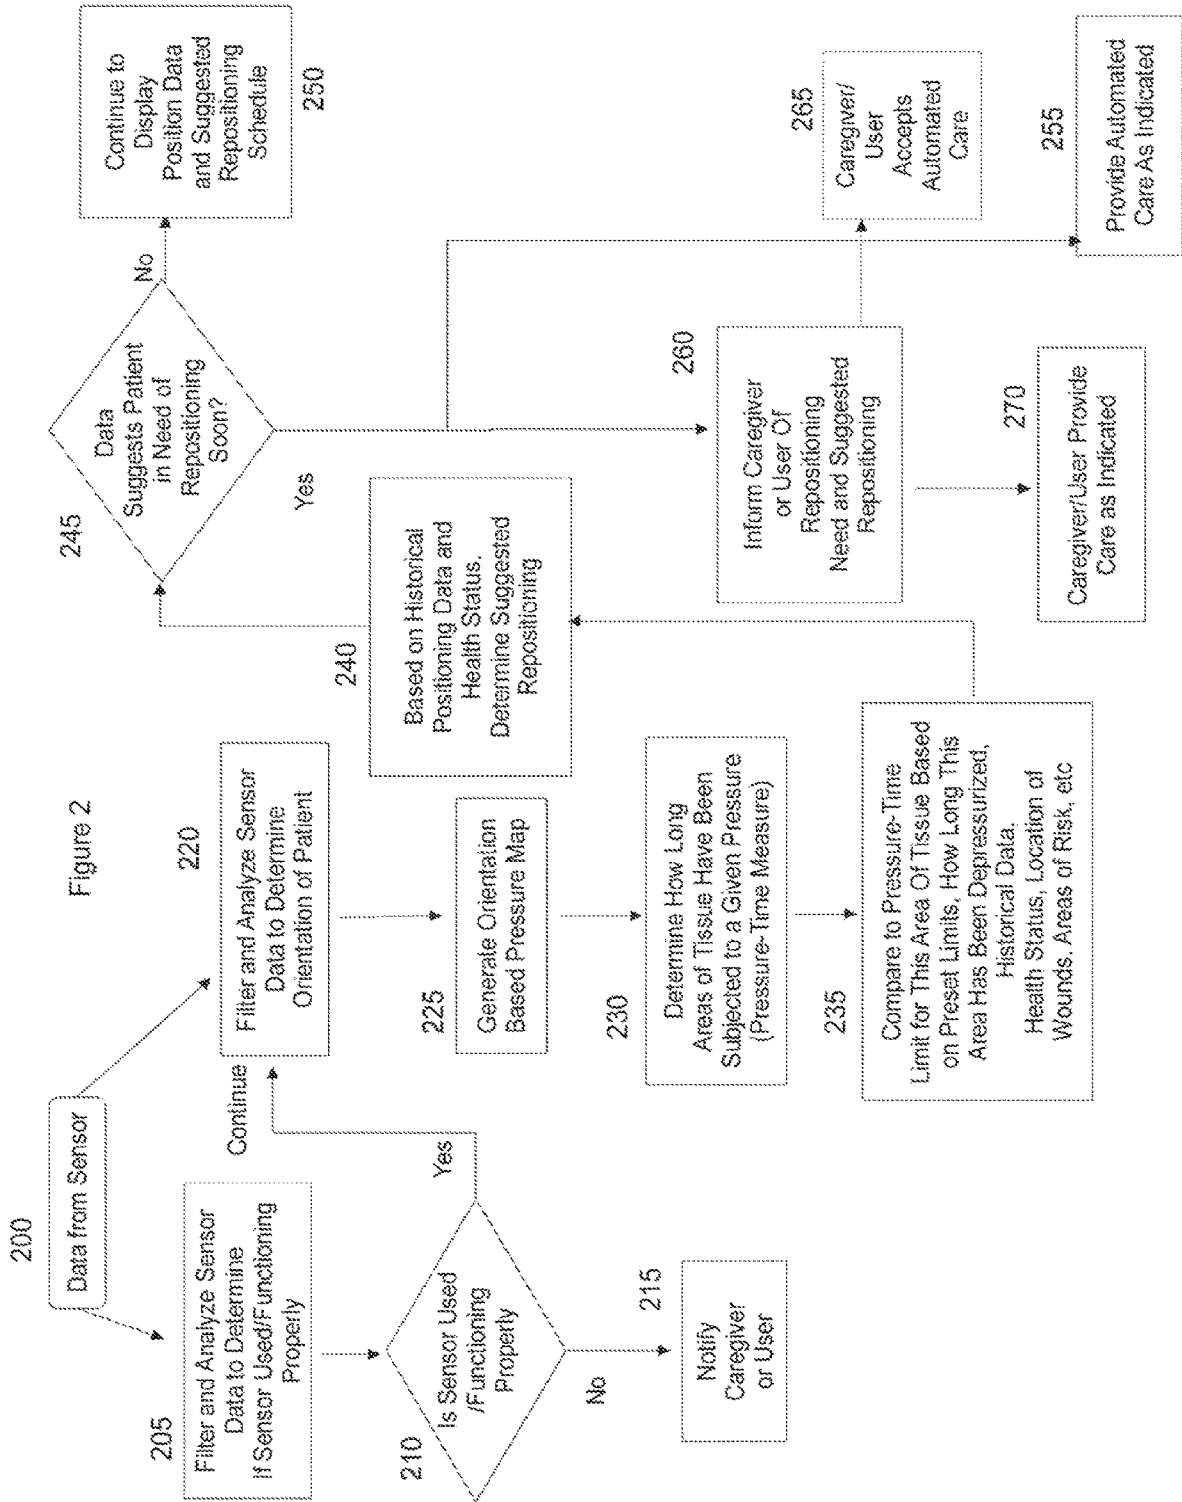 Figure 2
200
Data from Sensor
205
Filter and Analyze Sensor
Data to Determine
If Sensor Used/Functioning
Properly
210
Is Sensor Used
/Functioning
Properly
Yes
Continue
No
215
Notify
Caregiver
or User
220
Filter and Analyze Sensor
Data to Determine
Orientation of Patient
225
Generate Orientation
Based Pressure Map
230
Determine How Long
Areas of Tissue Have Been
Subjected to a Given Pressure
(Pressure-Time Measure)
235
Compare to Pressure-Time
Limit for This Area Of Tissue Based
on Preset Limits, How Long This
Area Has Been Depressurized,
Historical Data,
Health Status, Location of
Wounds, Areas of Risk, etc
240
Based on Historical
Positioning Data and
Health Status.
Determine Suggested
Repositioning
245
Data
Suggests Patient
in Need of
Repositioning
Soon?
No
Yes
250
Continue to
Display
Position Data
and Suggested
Repositioning
Schedule
260
Inform Caregiver
or User Of
Repositioning
Need and Suggested
Repositioning
265
Caregiver/
User
Accepts
Automated
Care
255
Provide Automated
Care As Indicated
270
Caregiver/User Provide
Care as Indicated